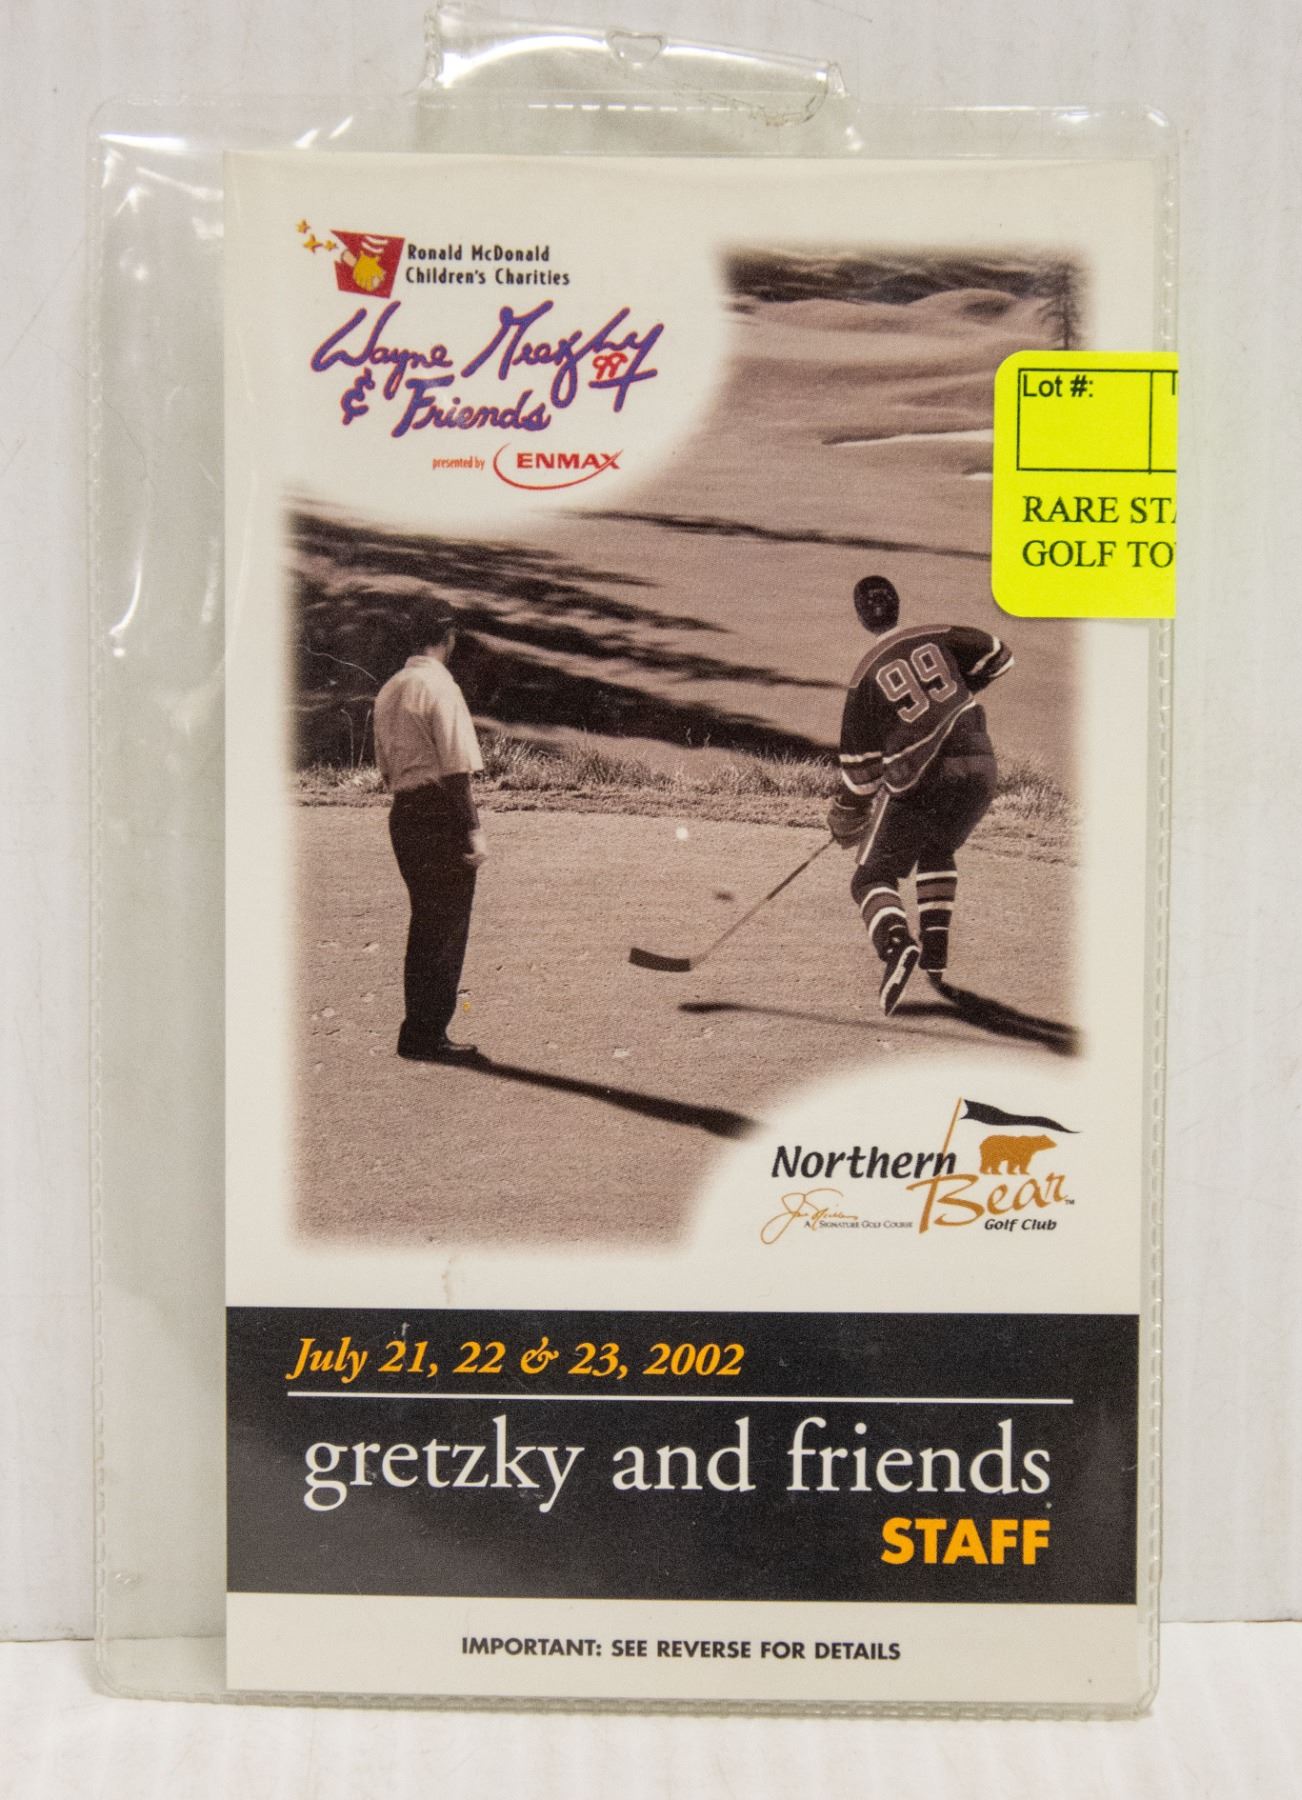 Ronald McDonald
Children's Charities
Wayne Gretzky
99
& Friends
presented by ENMAX
Lot #:
RARE STA
GOLF TO
99
Northern
Bear™
A SIGNATURE GOLF COURSE
Golf Club
July 21, 22 & 23, 2002
gretzky and friends
STAFF
IMPORTANT: SEE REVERSE FOR DETAILS